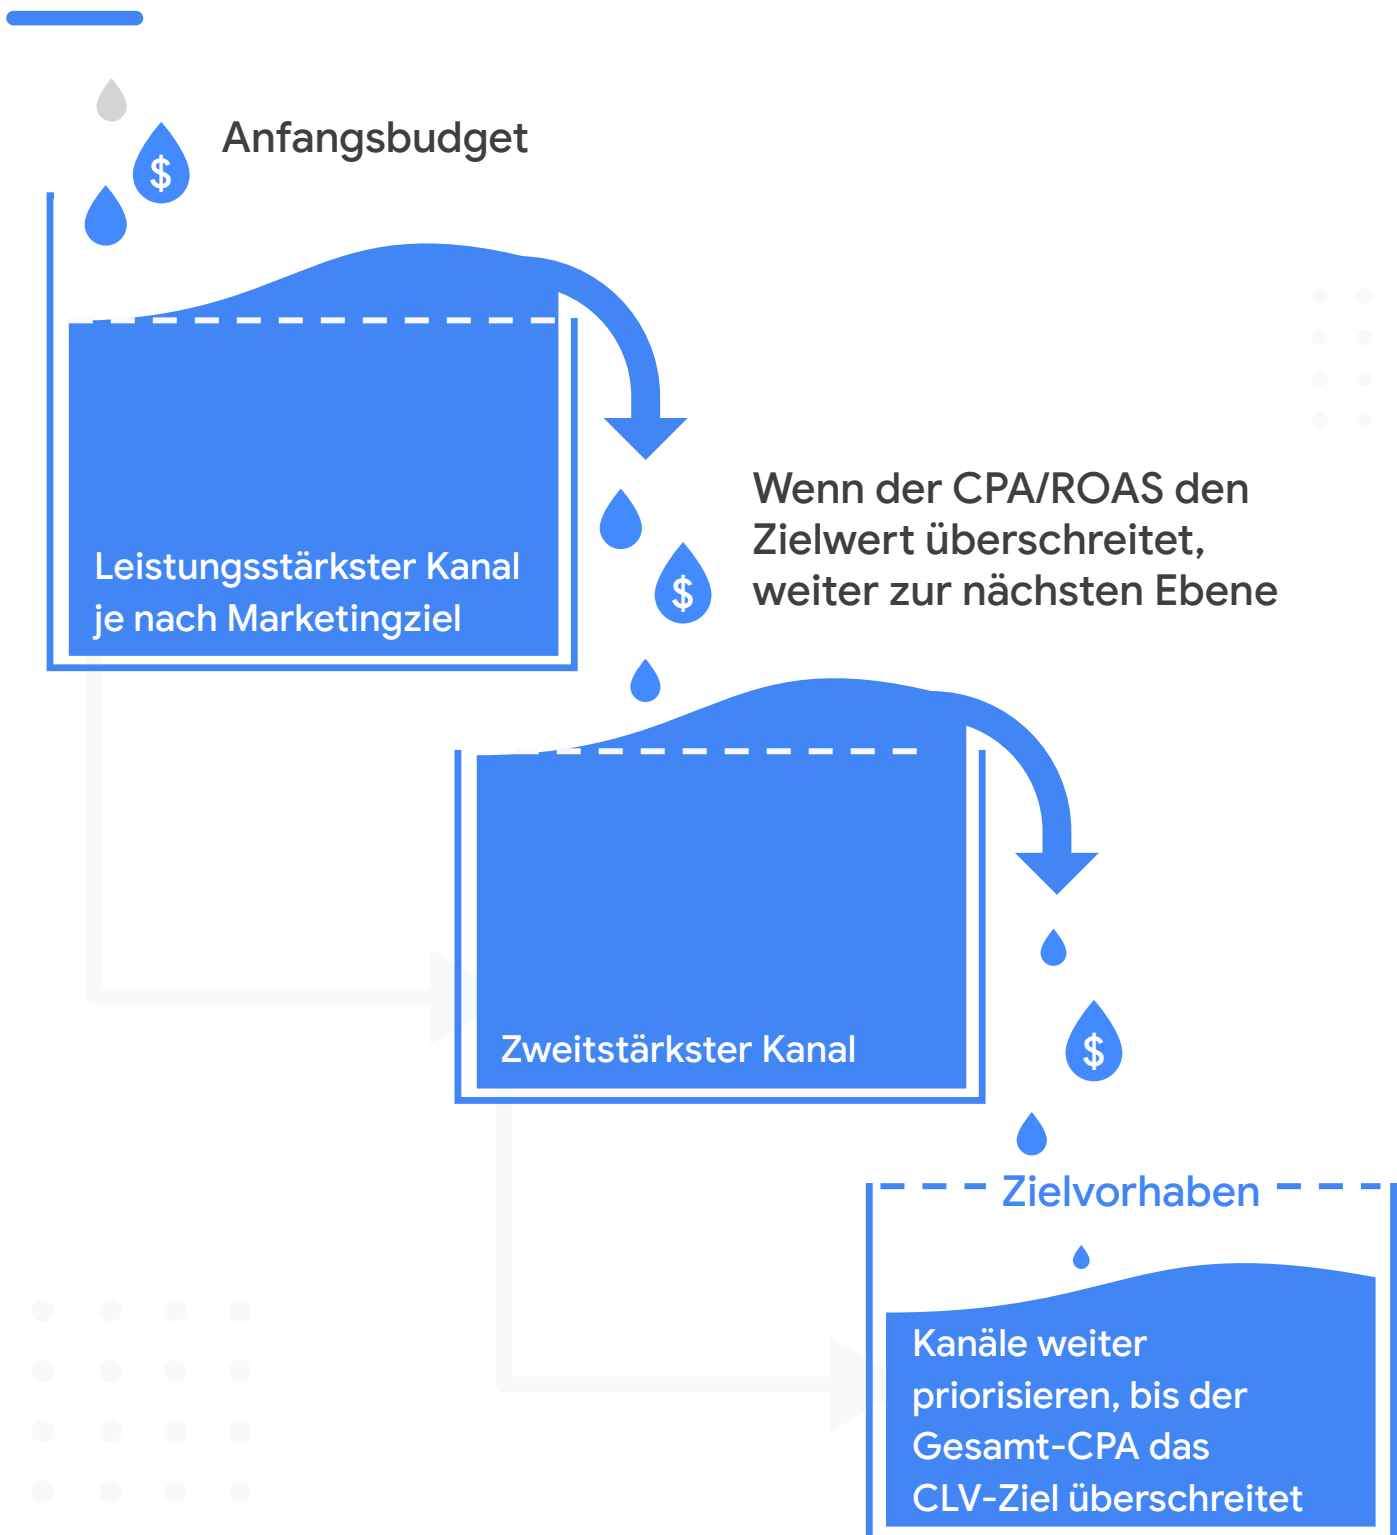 Anfangsbudget
$
Wenn der CPA/ROAS den
Zielwert überschreitet,
weiter zur nächsten Ebene
Leistungsstärkster Kanal
je nach Marketingziel
$
Zweitstärkster Kanal
$
Zielvorhaben
Kanäle weiter
priorisieren, bis der
Gesamt-CPA das
CLV-Ziel überschreitet